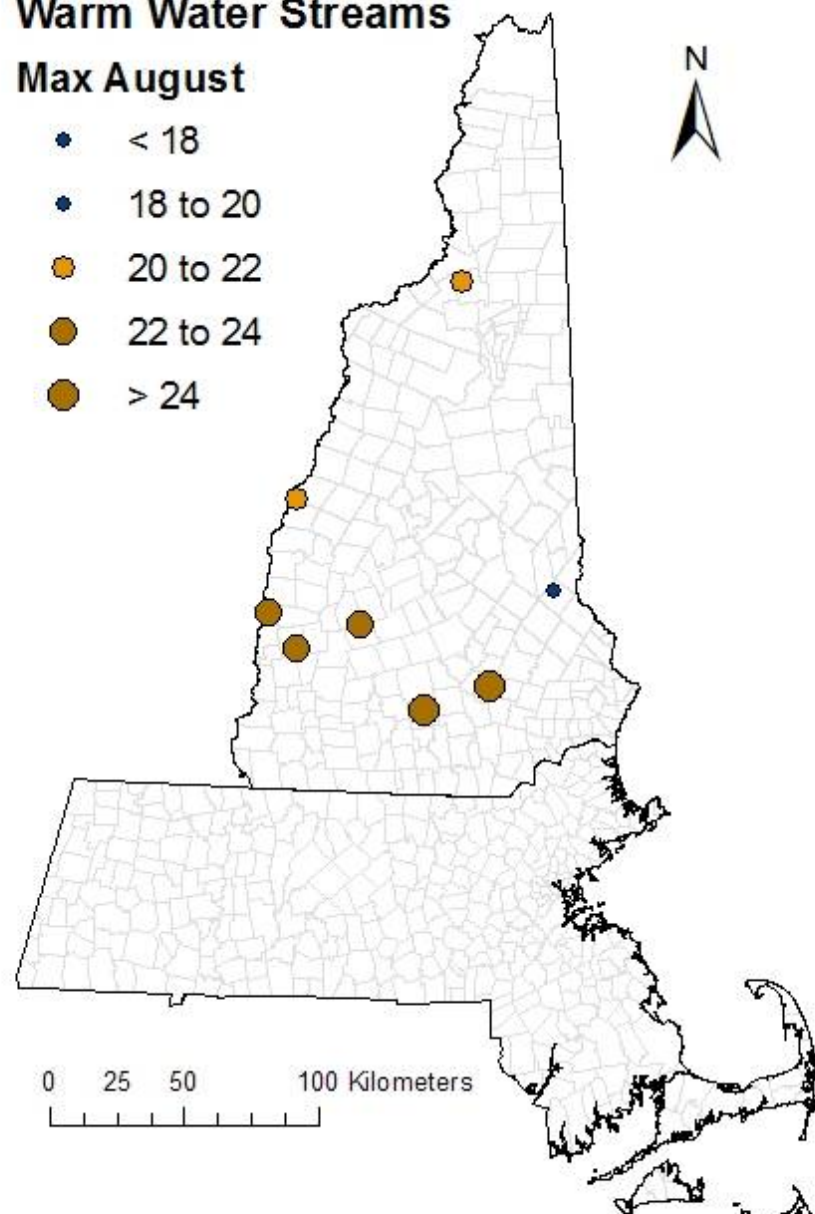 Warm Water Streams
Max August
N
< 18
18 to 20
20 to 22
22 to 24
> 24
0 25 50 100 Kilometers